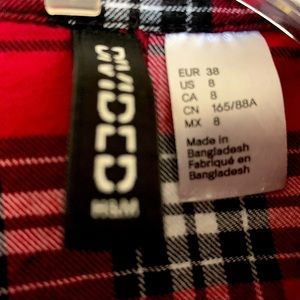 DIVIDED
H&M
EUR 38
US 8
CA 8
CN 165/88A
MX 8
Made in
Bangladesh
Fabriqué en
Bangladesh